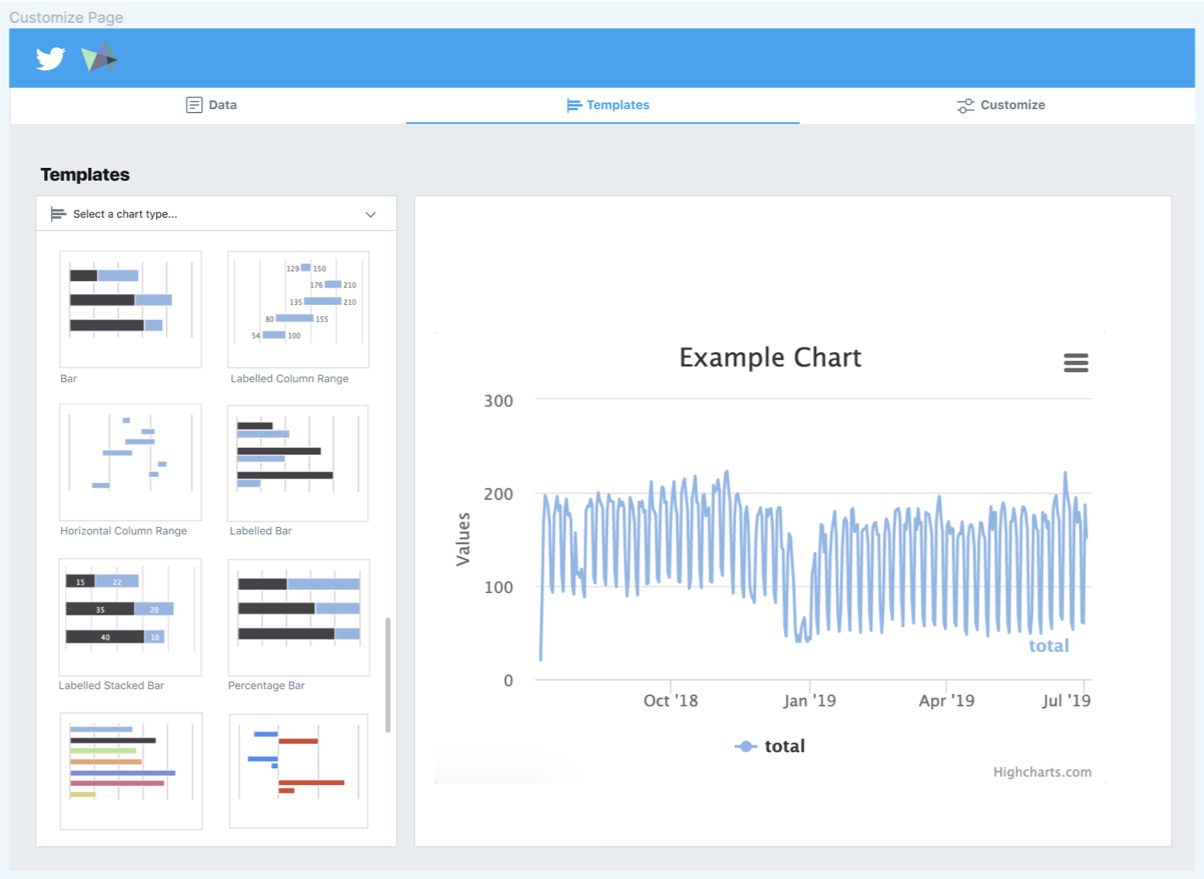 Customize Page
Data
Templates
Customize
Templates
Select a chart type...
129 150
176 210
135 210
80 155
54 100
Bar
Labelled Column Range
Horizontal Column Range
Labelled Bar
15 22
35 20
40 10
Labelled Stacked Bar
Percentage Bar
Example Chart
300
200
100
0
Values
total
Oct '18
Jan '19
Apr '19
Jul '19
total
Highcharts.com